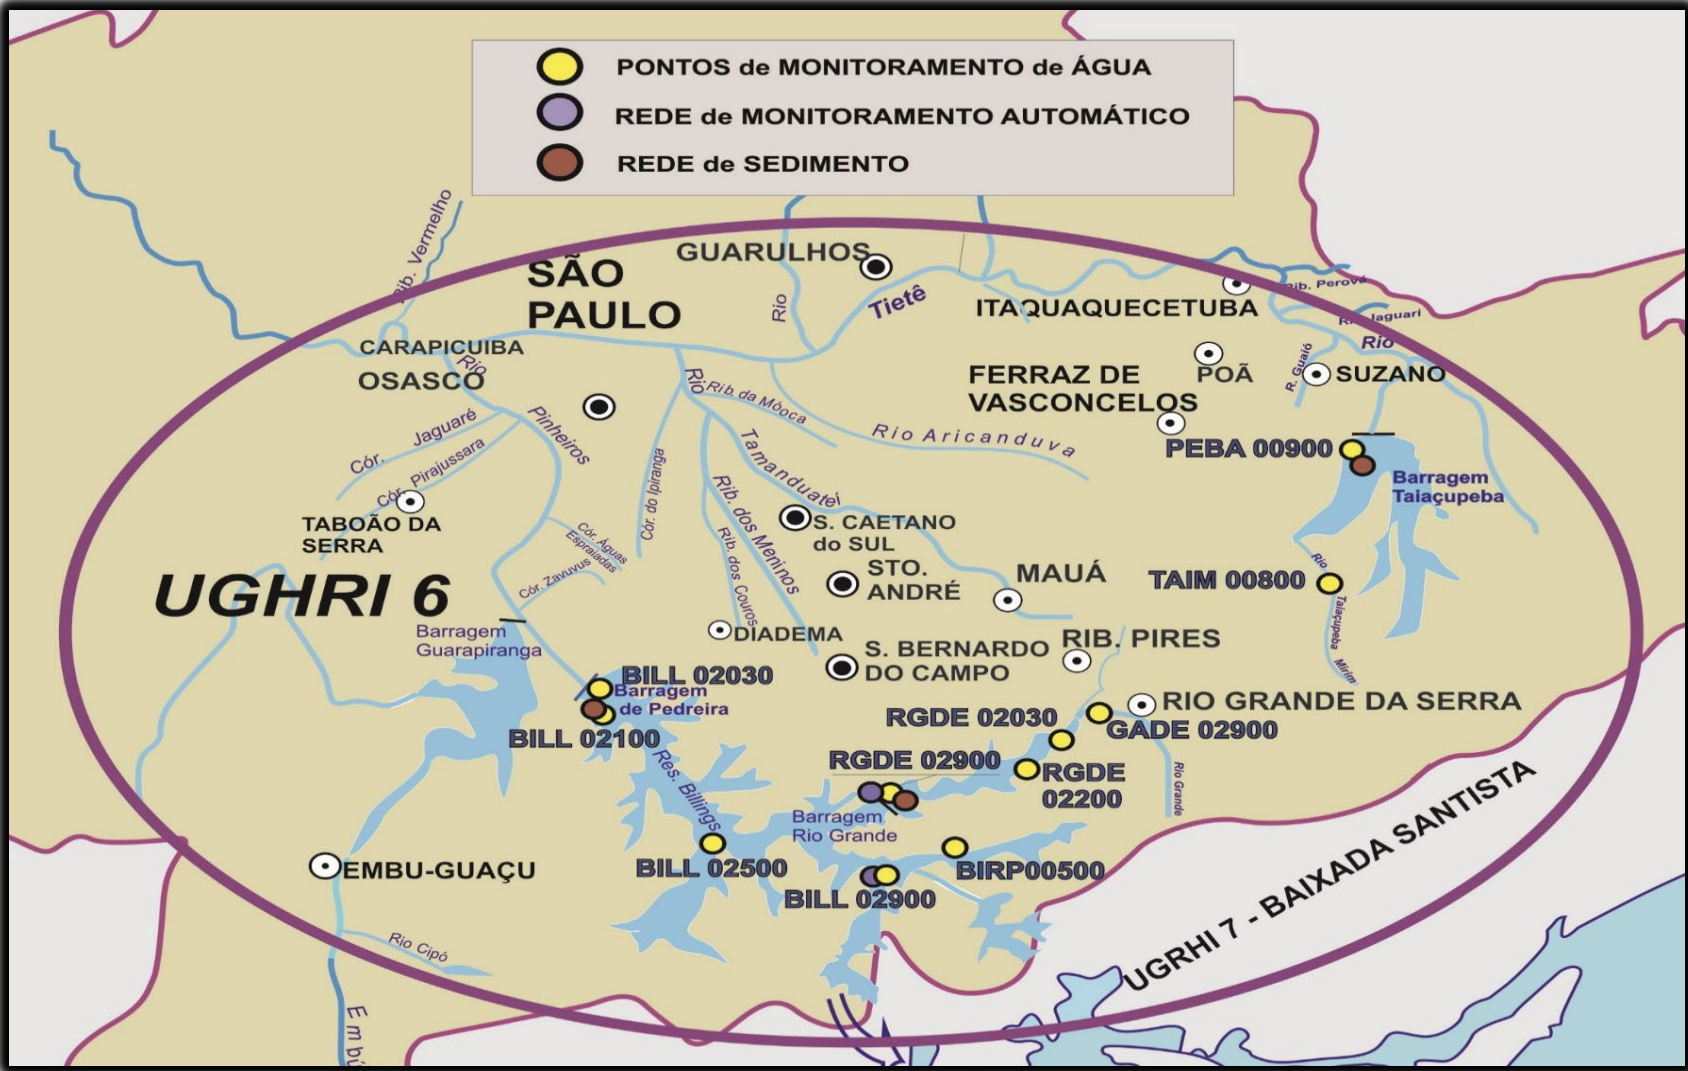 PONTOS de MONITORAMENTO de ÁGUA
REDE de MONITORAMENTO AUTOMÁTICO
REDE de SEDIMENTO
Rib. Vermelho
GUARULHOS
SÃO
PAULO
Rio
Tietê
ITAQUAQUECETUBA
Rib. Perová
R. Jaguari
Rio
CARAPICUIBA
OSASCO
Rio
Pinheiros
Rio
Rib. da Móoca
Tamanduateí
Rio Aricanduva
FERRAZ DE
VASCONCELOS
POÃ
R. Guaió
SUZANO
Cór. Jaguaré
Cór. Pirajussara
Cór. do Ipiranga
Rib. dos Meninos
Rib. dos Couros
PEBA 00900
Barragem
Taiaçupeba
TABOÃO DA
SERRA
Cór. Águas
Espraiadas
Cór. Zavuvus
S. CAETANO
do SUL
STO.
ANDRÉ
MAUÁ
TAIM 00800
Rio
Taiaçupeba
Mirim
UGHRI 6
Barragem
Guarapiranga
DIADEMA
S. BERNARDO
DO CAMPO
RIB. PIRES
BILL 02030
Barragem
de Pedreira
BILL 02100
RGDE 02030
RIO GRANDE DA SERRA
GADE 02900
RGDE 02900
RGDE
02200
Rio Grande
Res. Billings
Barragem
Rio Grande
BILL 02500
BIRP00500
BILL 02900
EMBU-GUAÇU
Rio Cipó
Embú
UGRHI 7 - BAIXADA SANTISTA